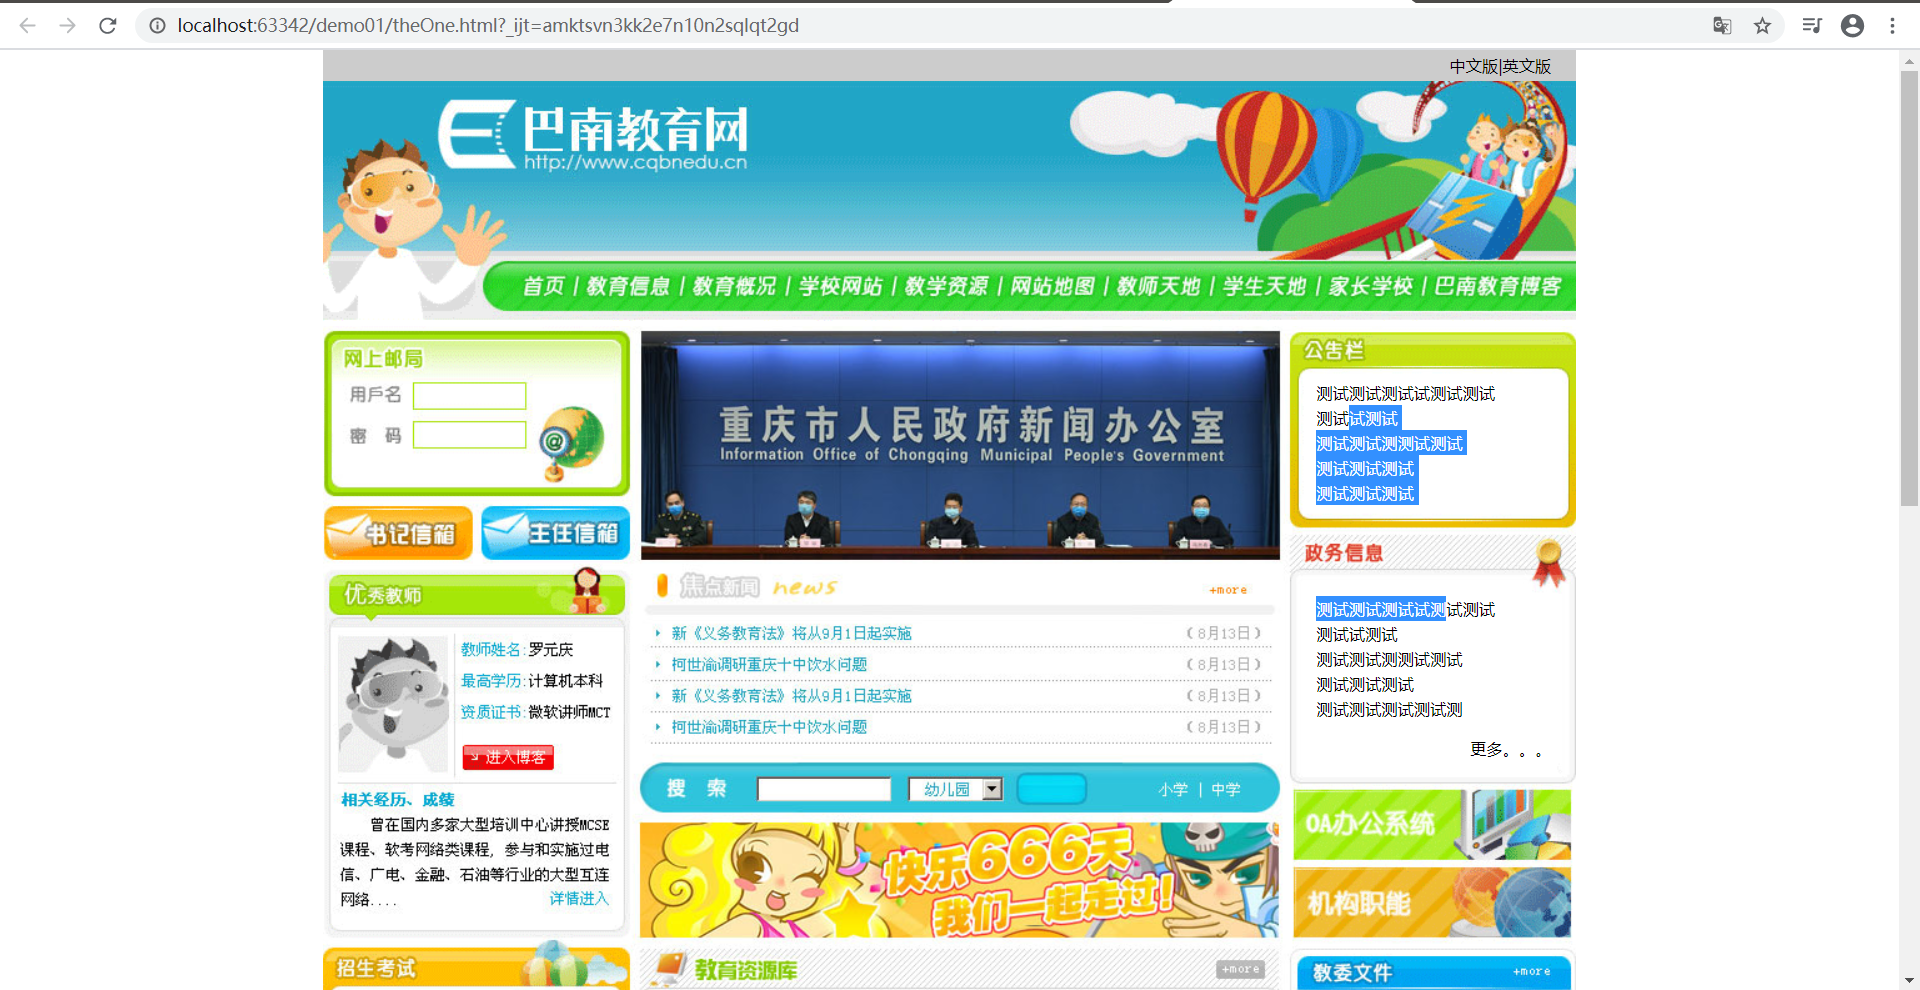 localhost:63342/demo01/theOne.html?_ijt=amktsvn3kk2e7n10n2sqlqt2gd
中文版|英文版
巴南教育网
http://www.cqbnedu.cn
首页 | 教育信息 | 教育概况 | 学校网站 | 教学资源 | 网站地图 | 教师天地 | 学生天地 | 家长学校 | 巴南教育博客
网上邮局
用戶名
密 码
书记信箱
主任信箱
优秀教师
教师姓名:罗元庆
最高学历:计算机本科
资质证书:微软讲师MCT
进入博客
相关经历、成绩
曾在国内多家大型培训中心讲授MCSE
课程、软考网络类课程，参与和实施过电
信、广电、金融、石油等行业的大型互连
网络....
详情进入
招生考试
重庆市人民政府新闻办公室
Information Office of Chongqing Municipal People's Government
焦点新闻 news
+more
新《义务教育法》将从9月1日起实施 (8月13日)
柯世渝调研重庆十中饮水问题 (8月13日)
新《义务教育法》将从9月1日起实施 (8月13日)
柯世渝调研重庆十中饮水问题 (8月13日)
搜 索
幼儿园
小学 | 中学
快乐666天
我们一起走过!
教育资源库
+more
公告栏
测试测试测试试测试测试
测试试测试
测试测试测测试测试
测试测试测试
测试测试测试
政务信息
测试测试测试试测试测试
测试试测试
测试测试测测试测试
测试测试测试
测试测试测试测试测
更多。。。
OA办公系统
机构职能
教委文件
+more